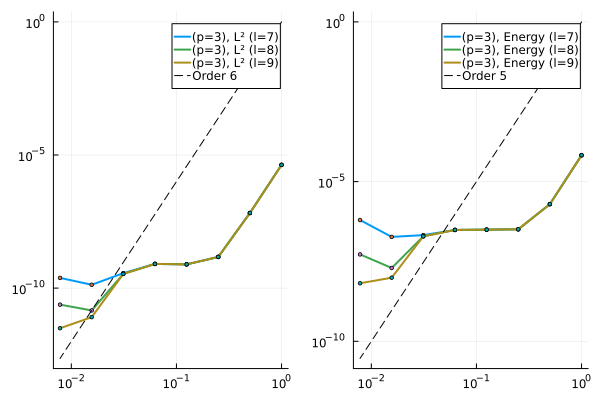 10⁰
10⁻⁵
10⁻¹⁰
10⁻² 10⁻¹ 10⁰
(p=3), L² (l=7)
(p=3), L² (l=8)
(p=3), L² (l=9)
Order 6
10⁰
10⁻⁵
10⁻¹⁰
10⁻² 10⁻¹ 10⁰
(p=3), Energy (l=7)
(p=3), Energy (l=8)
(p=3), Energy (l=9)
Order 5